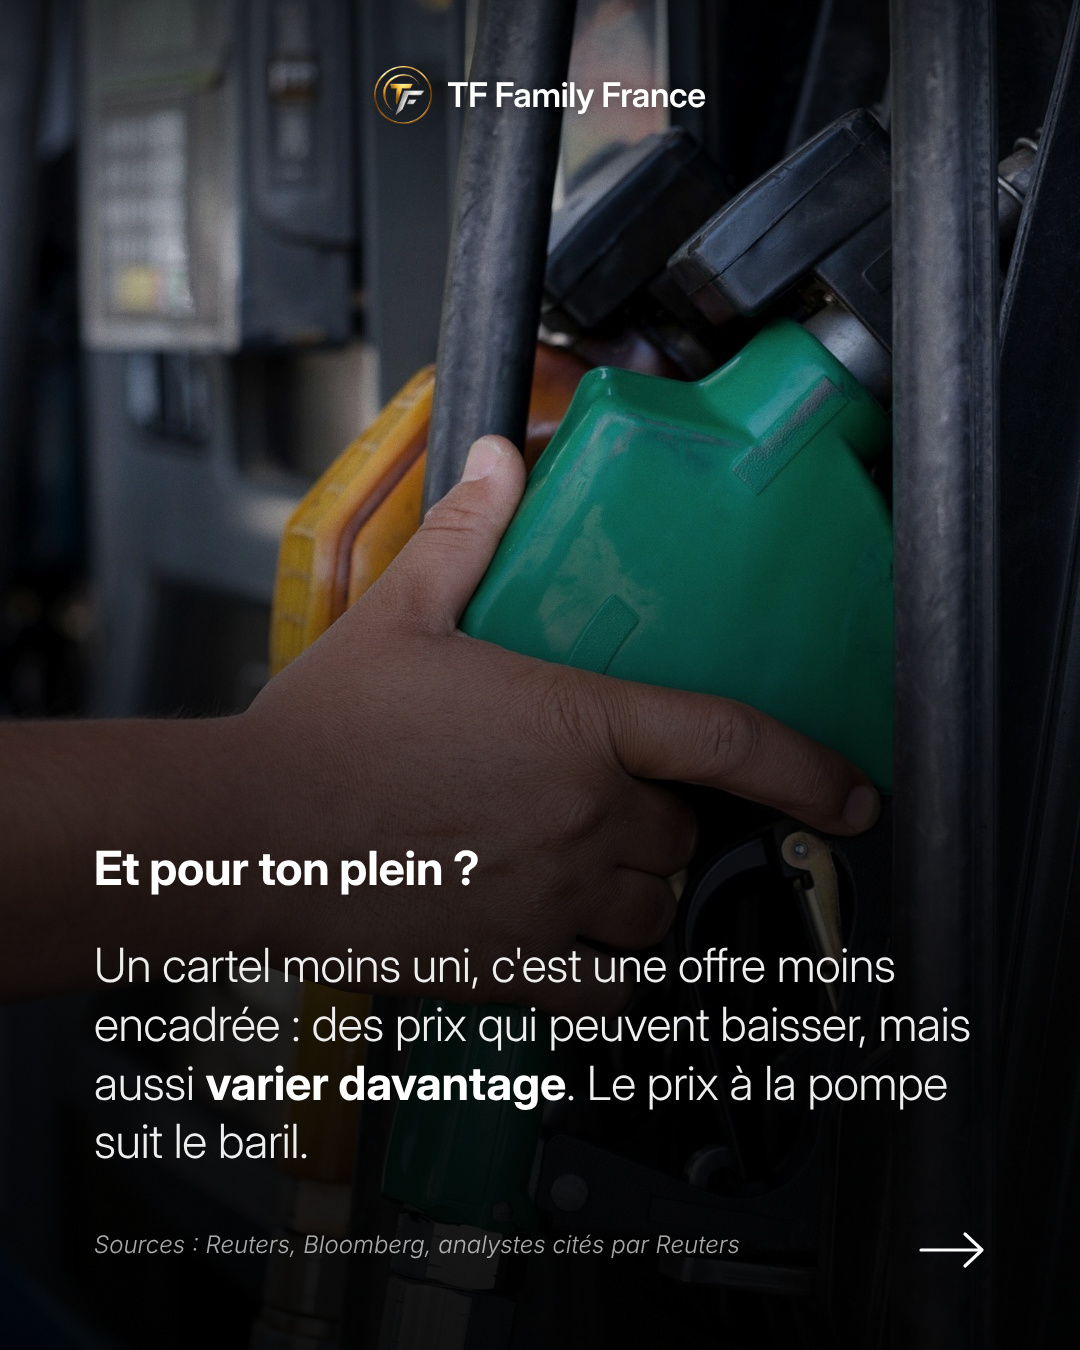 TF TF Family France
Et pour ton plein ?
Un cartel moins uni, c'est une offre moins
encadrée : des prix qui peuvent baisser, mais
aussi varier davantage. Le prix à la pompe
suit le baril.
Sources : Reuters, Bloomberg, analystes cités par Reuters